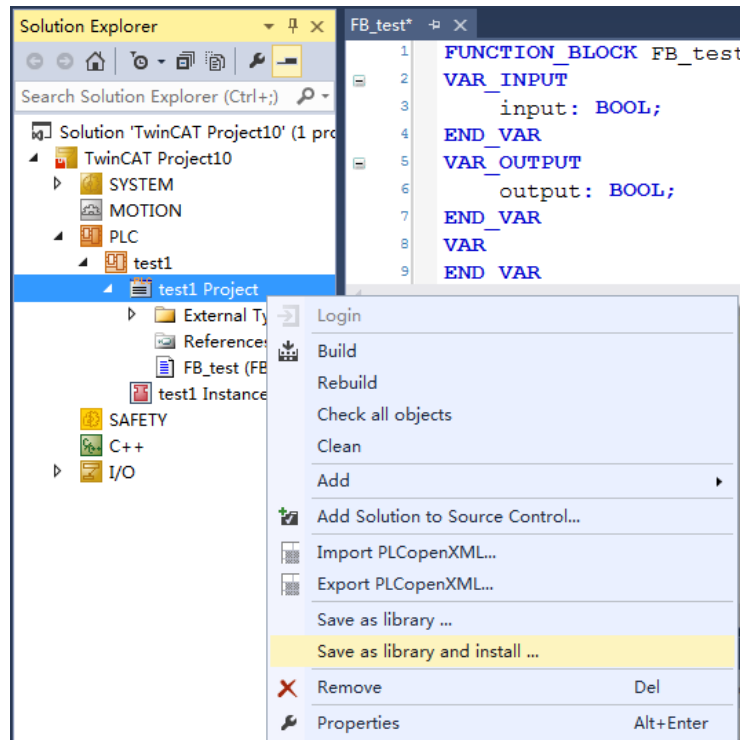 Solution Explorer
Search Solution Explorer (Ctrl+;)
Solution 'TwinCAT Project10' (1 pro
TwinCAT Project10
SYSTEM
MOTION
PLC
test1
test1 Project
External Ty
References
FB_test (FB
test1 Instance
SAFETY
C++
I/O
FB_test*
1 FUNCTION_BLOCK FB_test
2 VAR_INPUT
3 input: BOOL;
4 END_VAR
5 VAR_OUTPUT
6 output: BOOL;
7 END_VAR
8 VAR
9 END_VAR
Login
Build
Rebuild
Check all objects
Clean
Add
Add Solution to Source Control...
Import PLCopenXML...
Export PLCopenXML...
Save as library ...
Save as library and install ...
Remove Del
Properties Alt+Enter